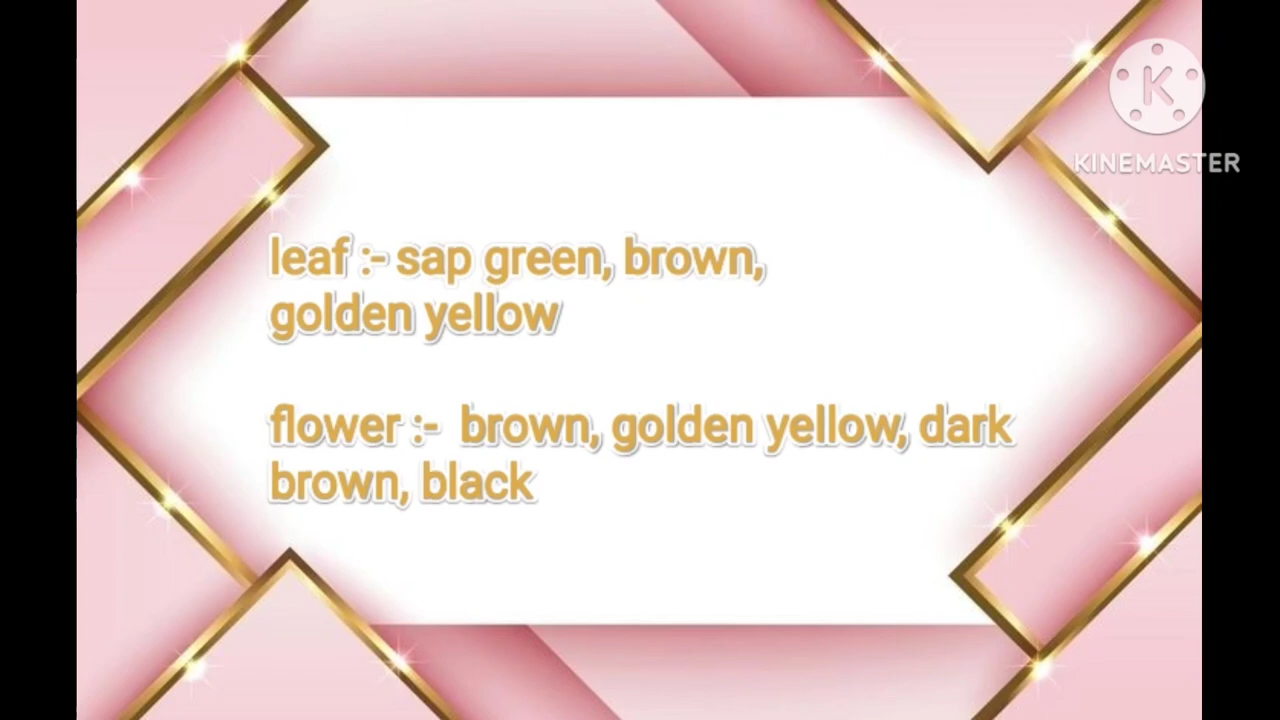 KINEMASTER
leaf :- sap green, brown,
golden yellow
flower :-  brown, golden yellow, dark
brown, black